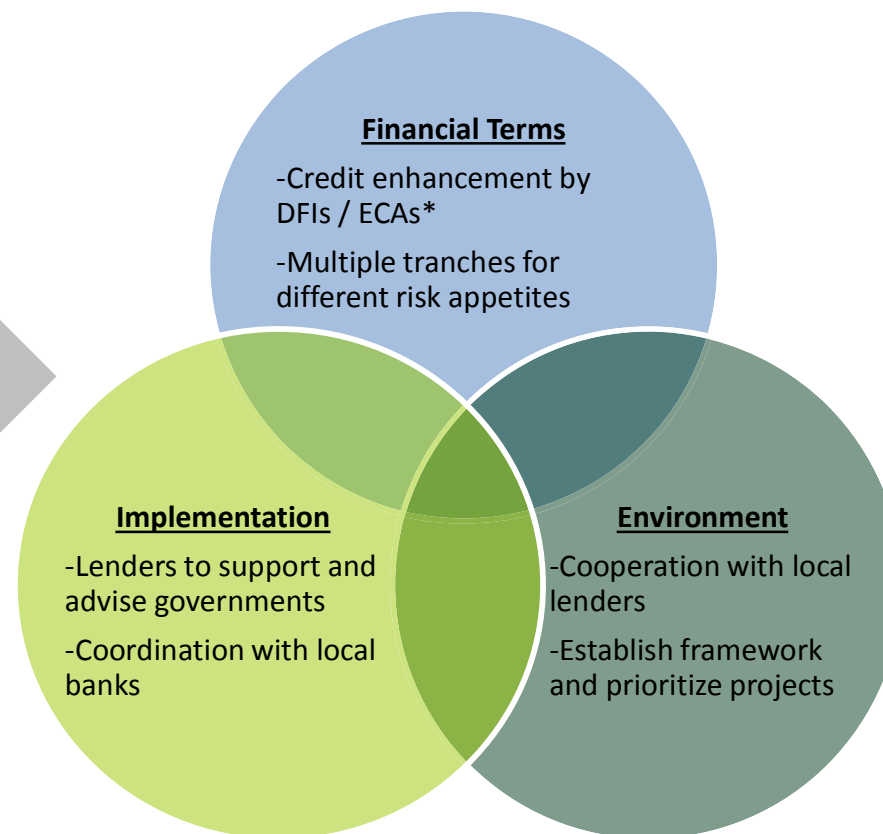 Financial Terms
-Credit enhancement by
DFIs / ECAs*
-Multiple tranches for
different risk appetites
Implementation
-Lenders to support and
advise governments
-Coordination with local
banks
Environment
-Cooperation with local
lenders
-Establish framework
and prioritize projects